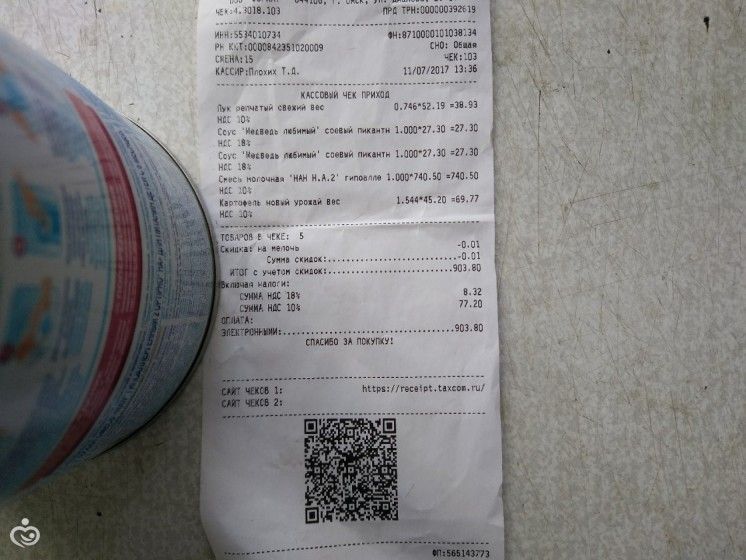 ЧЕК:4.3018.103 ПРД ТРН:000000392619
ИНН:5534010734 ФН:8710000101038134
РН ККТ:0000842351020009 СНО: Общая
СМЕНА:15 ЧЕК:103
КАССИР:Плохих Т.Д. 11/07/2017 13:36
КАССОВЫЙ ЧЕК ПРИХОД
Лук репчатый свежий вес 0.746*52.19 =38.93
НДС 10%
Соус 'Медведь любимый' соевый пикантн 1.000*27.30 =27.30
НДС 18%
Соус 'Медведь любимый' соевый пикантн 1.000*27.30 =27.30
НДС 18%
Смесь молочная 'НАН Н.А.2' гипоалле 1.000*740.50 =740.50
НДС 10%
Картофель новый урожай вес 1.544*45.20 =69.77
НДС 10%
ТОВАРОВ В ЧЕКЕ: 5
Скидка: на мелочь -0.01
Сумма скидок:.....................-0.01
ИТОГ с учетом скидок:.....................903.80
Включая налоги:
СУММА НДС 18% 8.32
СУММА НДС 10% 77.20
ОПЛАТА:
ЭЛЕКТРОННЫМИ:.............................903.80
СПАСИБО ЗА ПОКУПКУ!
САЙТ ЧЕКОВ 1: https://receipt.taxcom.ru/
САЙТ ЧЕКОВ 2:
ФП:565143773